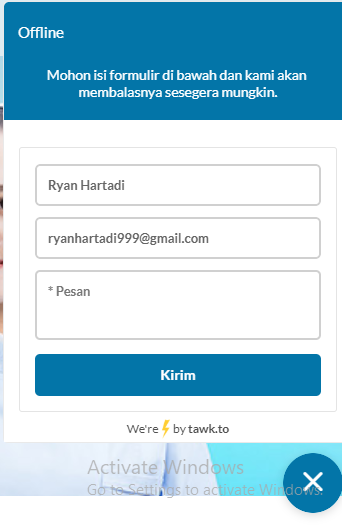 Offline
Mohon isi formulir di bawah dan kami akan
membalasnya sesegera mungkin.
Ryan Hartadi
ryanhartadi999@gmail.com
* Pesan
Kirim
We're ⚡ by tawk.to
Activate Windows
Go to Settings to activate Windows.